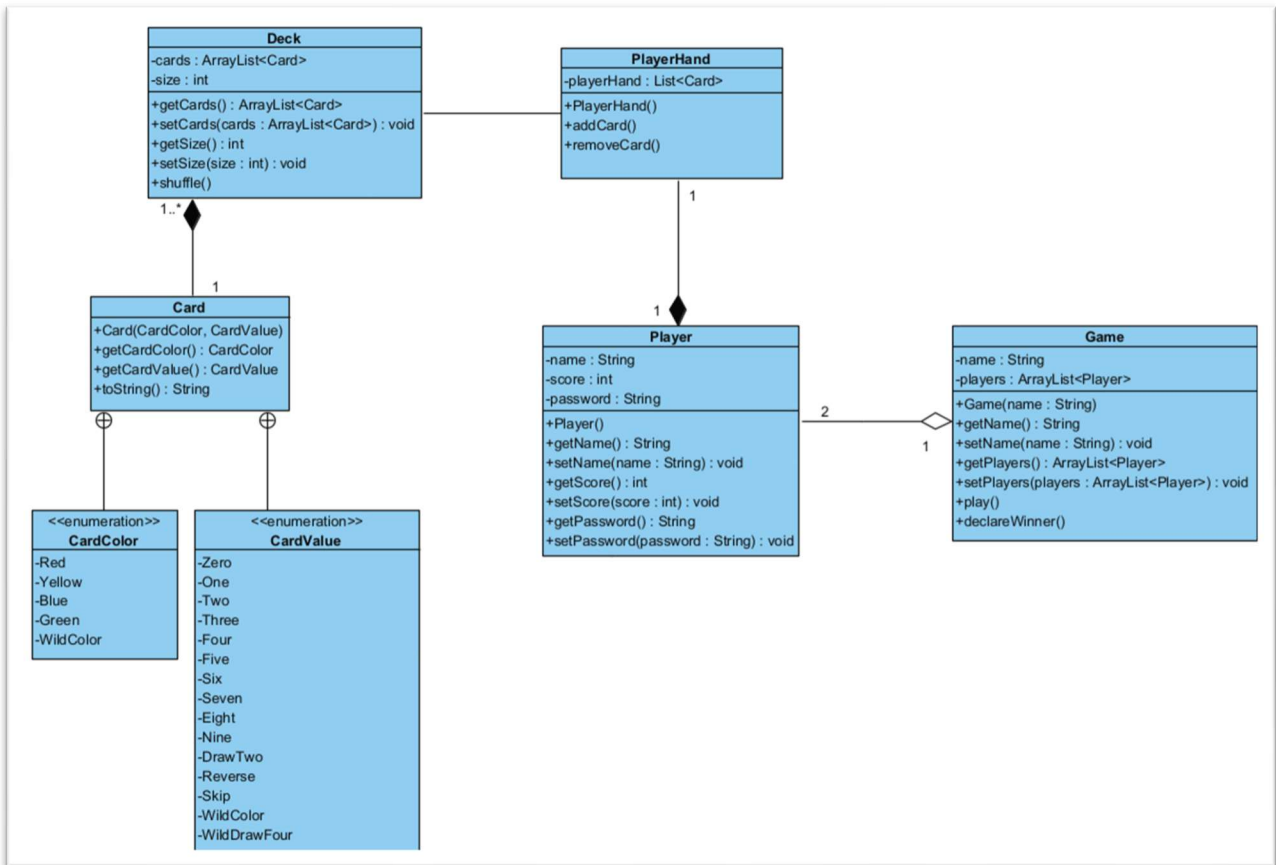 Deck
-cards : ArrayList<Card>
-size : int
+getCards() : ArrayList<Card>
+setCards(cards : ArrayList<Card>) : void
+getSize() : int
+setSize(size : int) : void
+shuffle()
1..*
1
PlayerHand
-playerHand : List<Card>
+PlayerHand()
+addCard()
+removeCard()
1
1
Card
+Card(CardColor, CardValue)
+getCardColor() : CardColor
+getCardValue() : CardValue
+toString() : String
Player
-name : String
-score : int
-password : String
+Player()
+getName() : String
+setName(name : String) : void
+getScore() : int
+setScore(score : int) : void
+getPassword() : String
+setPassword(password : String) : void
2
1
Game
-name : String
-players : ArrayList<Player>
+Game(name : String)
+getName() : String
+setName(name : String) : void
+getPlayers() : ArrayList<Player>
+setPlayers(players : ArrayList<Player>) : void
+play()
+declareWinner()
<<enumeration>>
CardColor
-Red
-Yellow
-Blue
-Green
-WildColor
<<enumeration>>
CardValue
-Zero
-One
-Two
-Three
-Four
-Five
-Six
-Seven
-Eight
-Nine
-DrawTwo
-Reverse
-Skip
-WildColor
-WildDrawFour